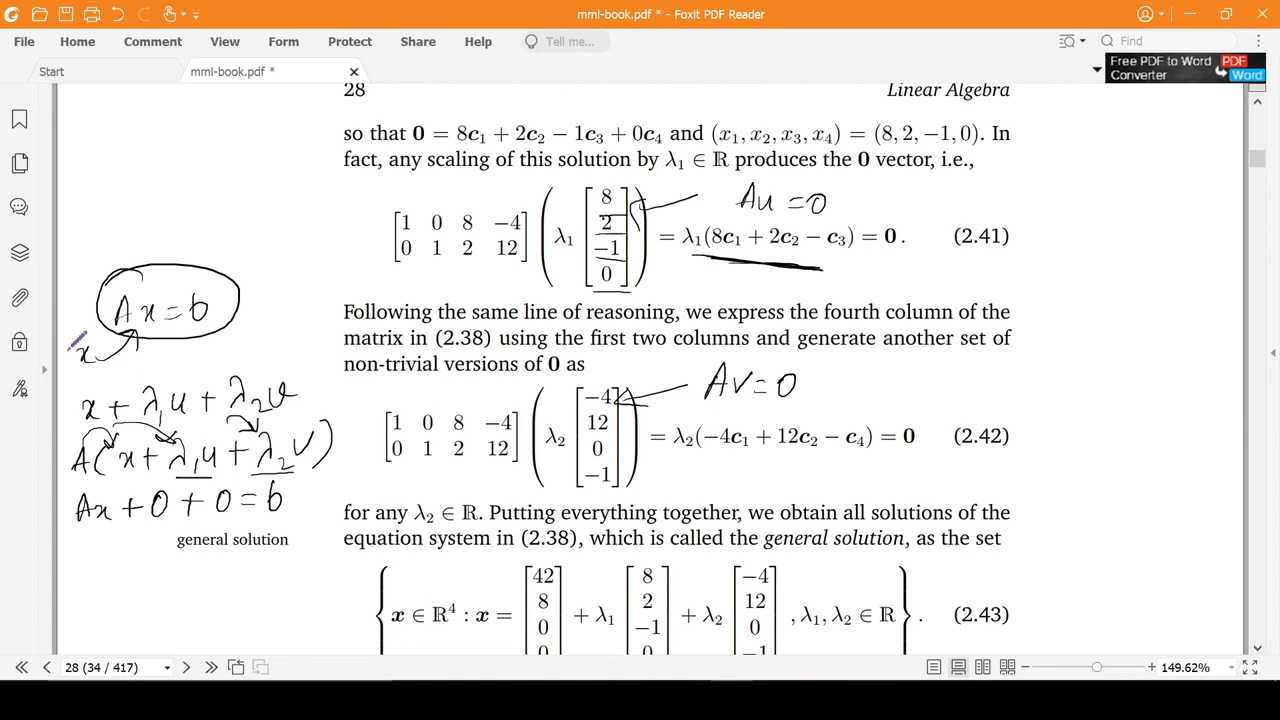 mml-book.pdf * - Foxit PDF Reader
File Home Comment View Form Protect Share Help Tell me... Find
Start mml-book.pdf *
Free PDF to Word Converter PDF Word
28 Linear Algebra
so that 0 = 8c₁ + 2c₂ − 1c₃ + 0c₄ and (x₁, x₂, x₃, x₄) = (8, 2, −1, 0). In
fact, any scaling of this solution by λ₁ ∈ ℝ produces the 0 vector, i.e.,
Au = 0
[1 0 8 −4; 0 1 2 12] (λ₁ [8; 2; −1; 0]) = λ₁(8c₁ + 2c₂ − c₃) = 0 . (2.41)
Ax = b
x
Following the same line of reasoning, we express the fourth column of the
matrix in (2.38) using the first two columns and generate another set of
non-trivial versions of 0 as
Av = 0
[1 0 8 −4; 0 1 2 12] (λ₂ [−4; 12; 0; −1]) = λ₂(−4c₁ + 12c₂ − c₄) = 0 (2.42)
x + λ₁u + λ₂v
A(x + λ₁u + λ₂v)
Ax + 0 + 0 = b
for any λ₂ ∈ ℝ. Putting everything together, we obtain all solutions of the
equation system in (2.38), which is called the general solution, as the set
general solution
{x ∈ ℝ⁴ : x = [42; 8; 0; 0] + λ₁ [8; 2; −1; 0] + λ₂ [−4; 12; 0; −1] , λ₁, λ₂ ∈ ℝ} . (2.43)
28 (34 / 417) 149.62%